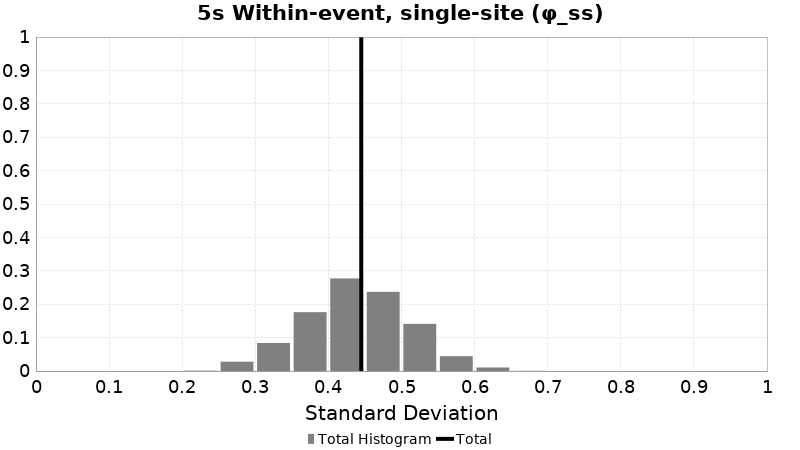 5s Within-event, single-site (φ_ss)
1
0.9
0.8
0.7
0.6
0.5
0.4
0.3
0.2
0.1
0
0 0.1 0.2 0.3 0.4 0.5 0.6 0.7 0.8 0.9 1
Standard Deviation
Total Histogram Total